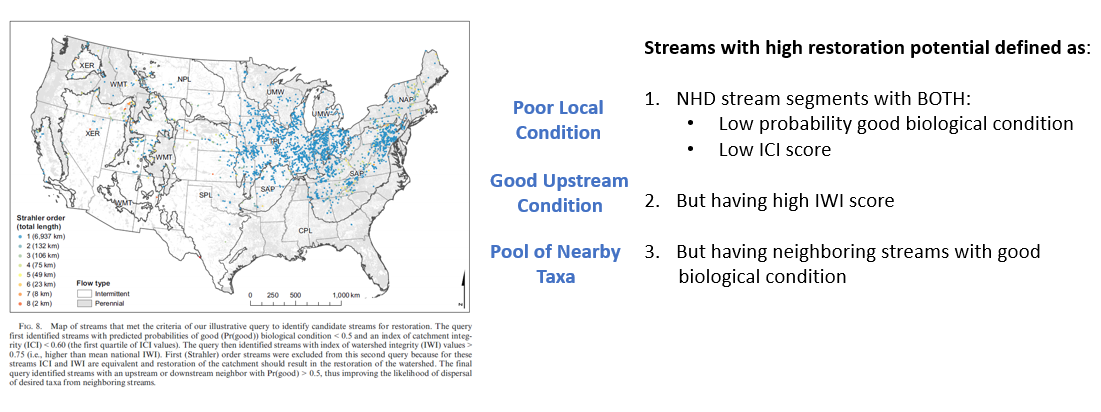 XER
WMT
NPL
UMW
NAP
UMW
XER
TPL
WMT
SAP
SPL
SAP
WMT
CPL
Strahler order
(total length)
1 (6,937 km)
2 (132 km)
3 (106 km)
4 (75 km)
5 (49 km)
6 (23 km)
7 (8 km)
8 (2 km)
Flow type
Intermittent
Perennial
0 250 500 1,000 km
N
FIG. 8. Map of streams that met the criteria of our illustrative query to identify candidate streams for restoration. The query
first identified streams with predicted probabilities of good (Pr(good)) biological condition < 0.5 and an index of catchment integ-
rity (ICI) < 0.60 (the first quartile of ICI values). The query then identified streams with index of watershed integrity (IWI) values >
0.75 (i.e., higher than mean national IWI). First (Strahler) order streams were excluded from this second query because for these
streams ICI and IWI are equivalent and restoration of the catchment should result in the restoration of the watershed. The final
query identified streams with an upstream or downstream neighbor with Pr(good) > 0.5, thus improving the likelihood of dispersal
of desired taxa from neighboring streams.
Streams with high restoration potential defined as:
Poor Local
Condition
1. NHD stream segments with BOTH:
• Low probability good biological condition
• Low ICI score
Good Upstream
Condition
2. But having high IWI score
Pool of Nearby
Taxa
3. But having neighboring streams with good
biological condition